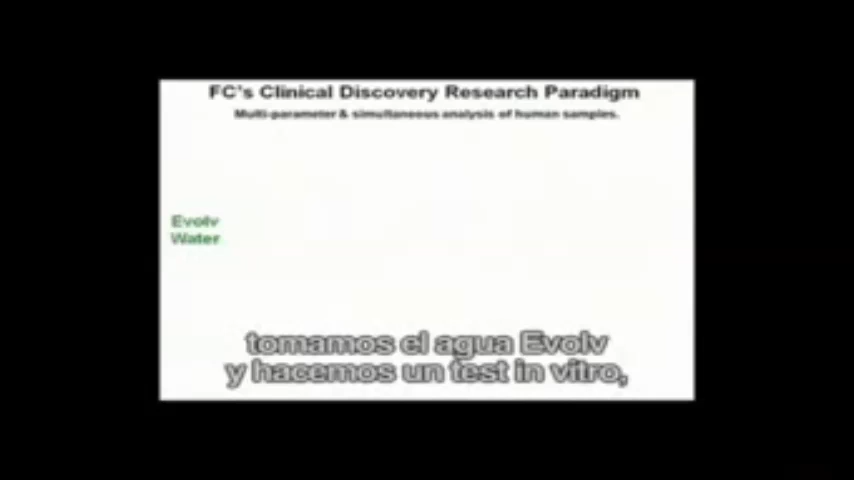 FC's Clinical Discovery Research Paradigm
Multi-parameter & simultaneous analysis of human samples.
Evolv
Water
tomamos el agua Evolv
y hacemos un test in vitro,